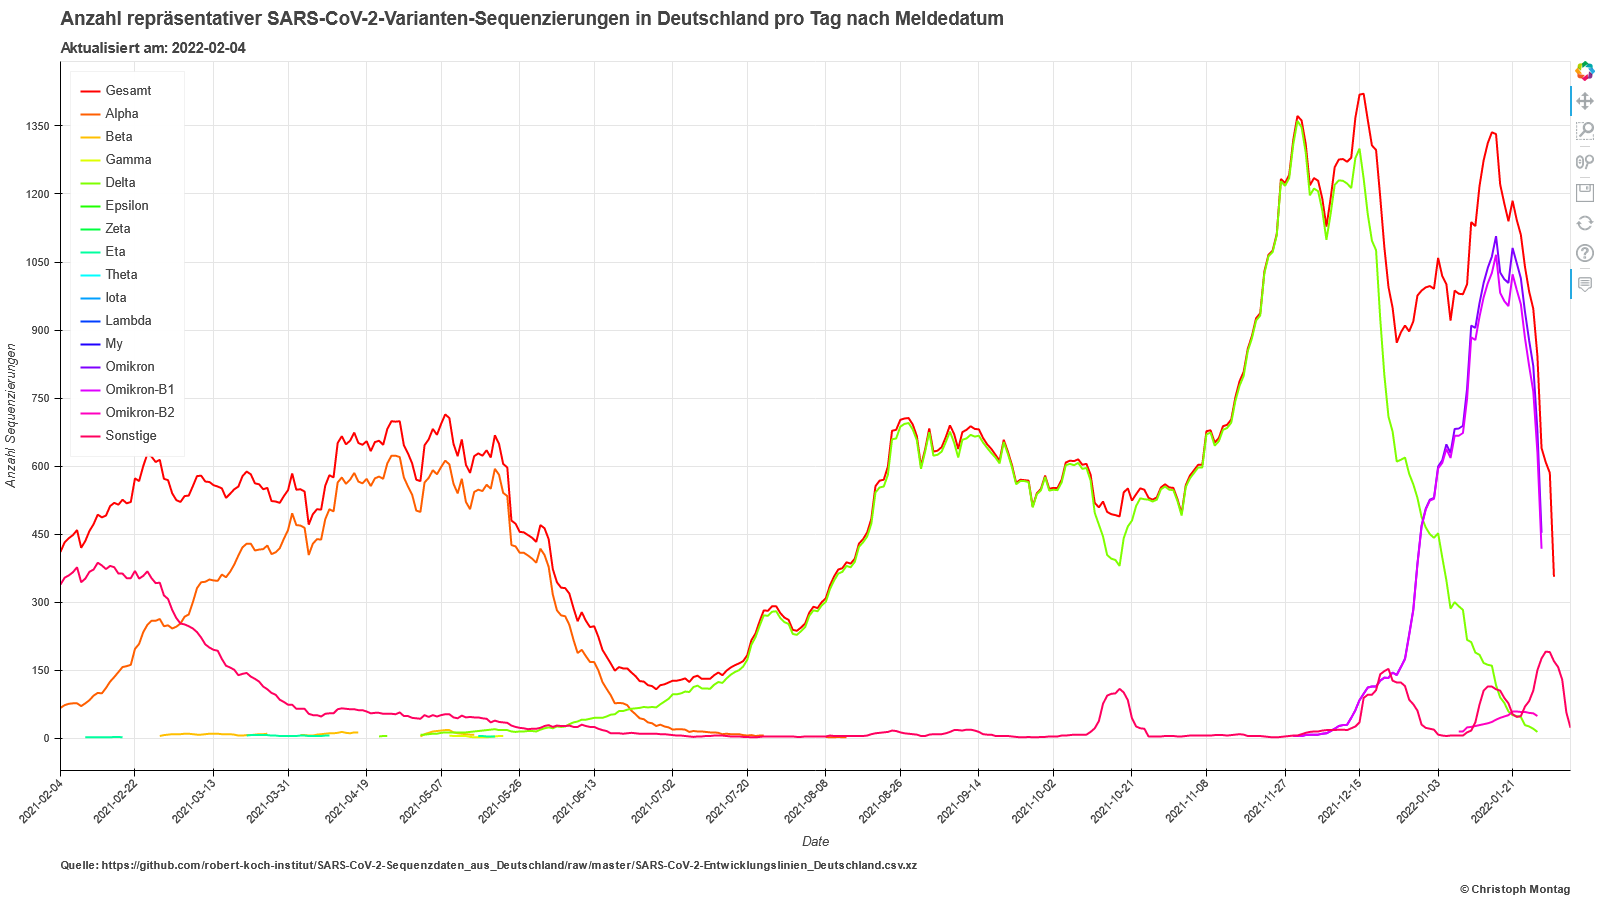 Anzahl repräsentativer SARS-CoV-2-Varianten-Sequenzierungen in Deutschland pro Tag nach Meldedatum
Aktualisiert am: 2022-02-04
Gesamt
Alpha
Beta
Gamma
Delta
Epsilon
Zeta
Eta
Theta
Iota
Lambda
My
Omikron
Omikron-B1
Omikron-B2
Sonstige
Anzahl Sequenzierungen
1350
1200
1050
900
750
600
450
300
150
0
2021-02-04
2021-02-22
2021-03-13
2021-03-31
2021-04-19
2021-05-07
2021-05-26
2021-06-13
2021-07-02
2021-07-20
2021-08-08
2021-08-26
2021-09-14
2021-10-02
2021-10-21
2021-11-08
2021-11-27
2021-12-15
2022-01-03
2022-01-21
Date
Quelle: https://github.com/robert-koch-institut/SARS-CoV-2-Sequenzdaten_aus_Deutschland/raw/master/SARS-CoV-2-Entwicklungslinien_Deutschland.csv.xz
© Christoph Montag